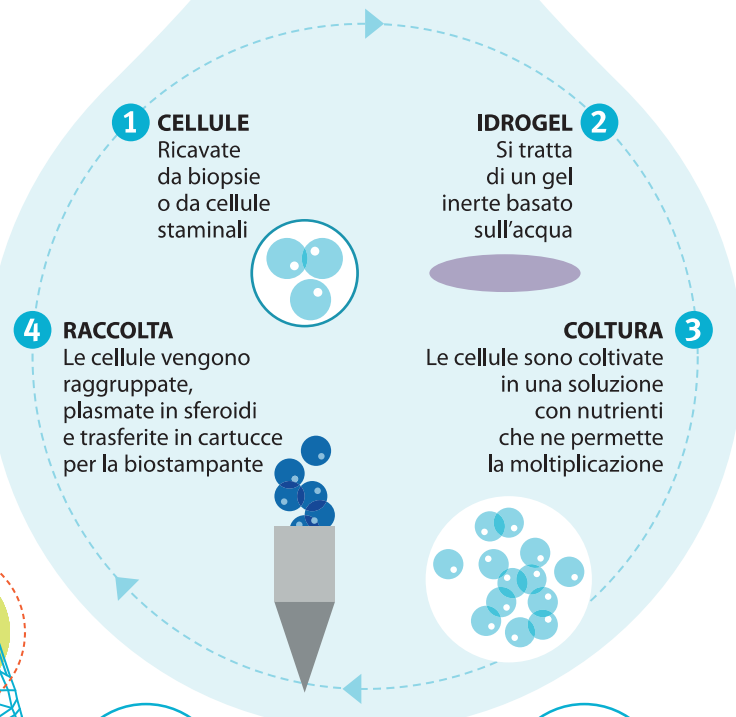 1 CELLULE
Ricavate
da biopsie
o da cellule
staminali
IDROGEL 2
Si tratta
di un gel
inerte basato
sull'acqua
COLTURA 3
Le cellule sono coltivate
in una soluzione
con nutrienti
che ne permette
la moltiplicazione
4 RACCOLTA
Le cellule vengono
raggruppate,
plasmate in sferoidi
e trasferite in cartucce
per la biostampante